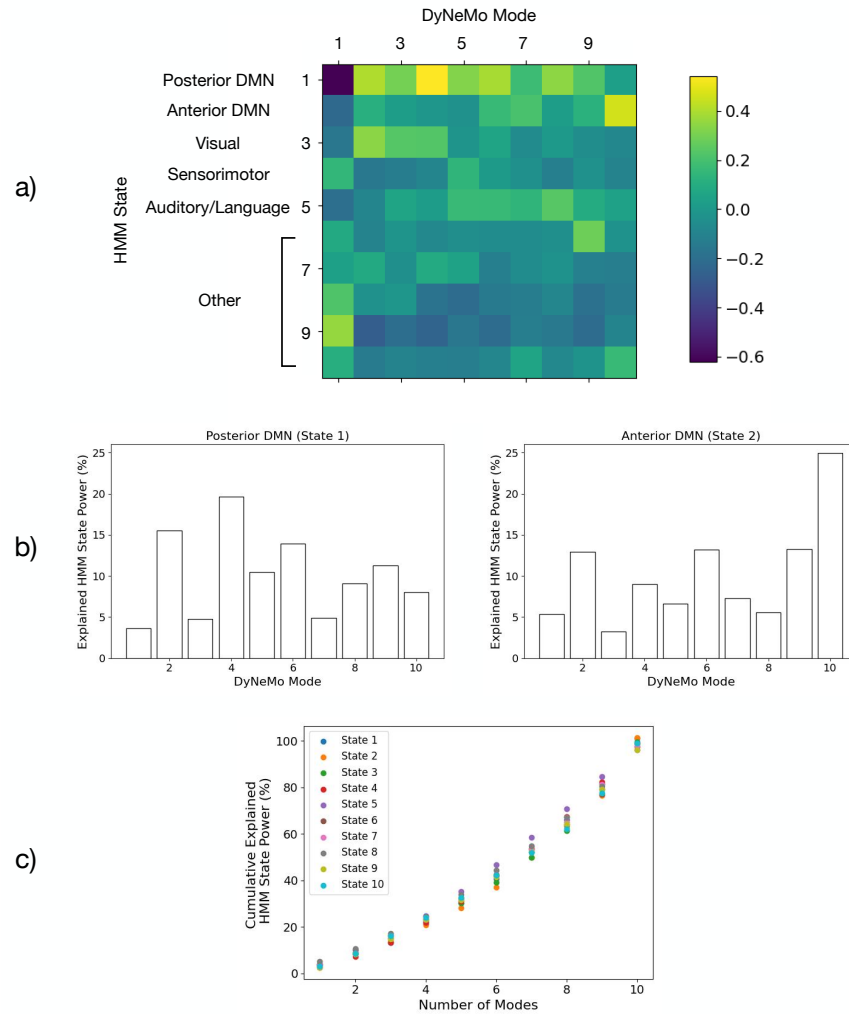 DyNeMo Mode
1 3 5 7 9
a)
HMM State
Posterior DMN 1
Anterior DMN
Visual 3
Sensorimotor
Auditory/Language 5
7
Other
9
0.4
0.2
0.0
−0.2
−0.4
−0.6
b)
Posterior DMN (State 1)
Explained HMM State Power (%)
25
20
15
10
5
0
2 4 6 8 10
DyNeMo Mode
Anterior DMN (State 2)
Explained HMM State Power (%)
25
20
15
10
5
0
2 4 6 8 10
DyNeMo Mode
c)
Cumulative Explained
HMM State Power (%)
100
80
60
40
20
0
State 1
State 2
State 3
State 4
State 5
State 6
State 7
State 8
State 9
State 10
2 4 6 8 10
Number of Modes